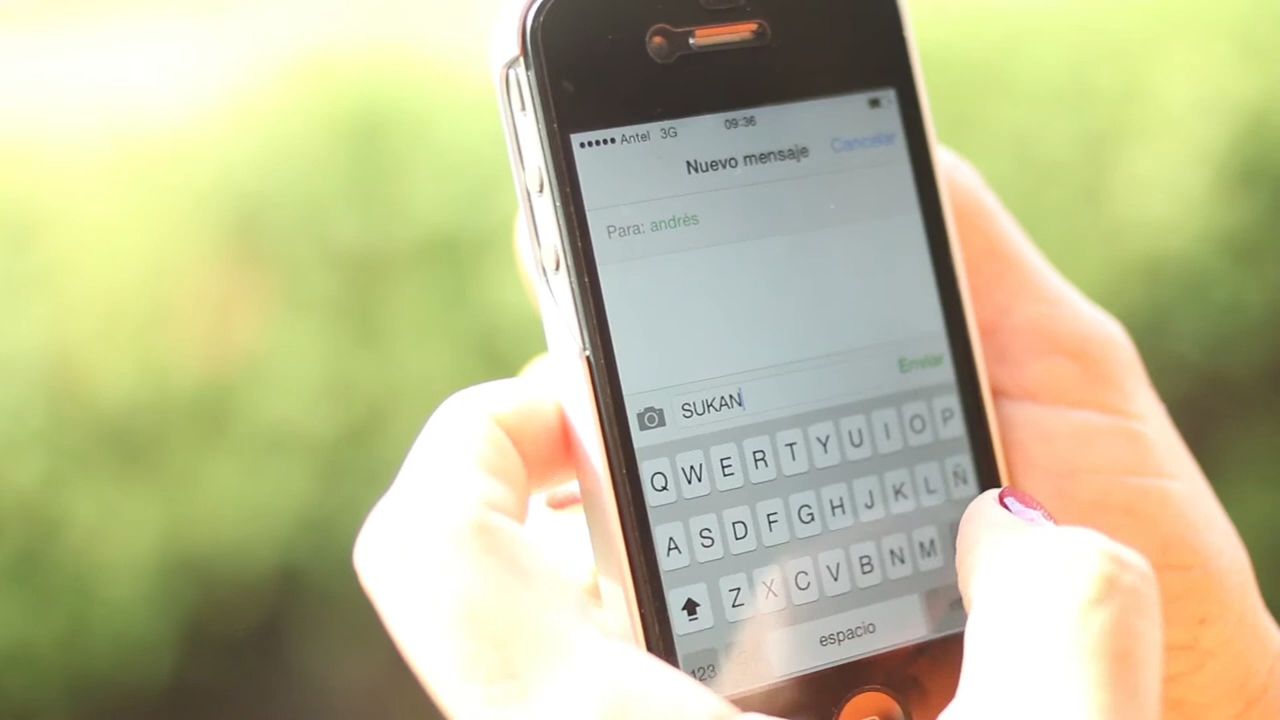 ●●●●● Antel 3G 09:36
Nuevo mensaje Cancelar
Para: andrés
Enviar
SUKAN
Q W E R T Y U I O P
A S D F G H J K L Ñ
Z X C V B N M
123 espacio